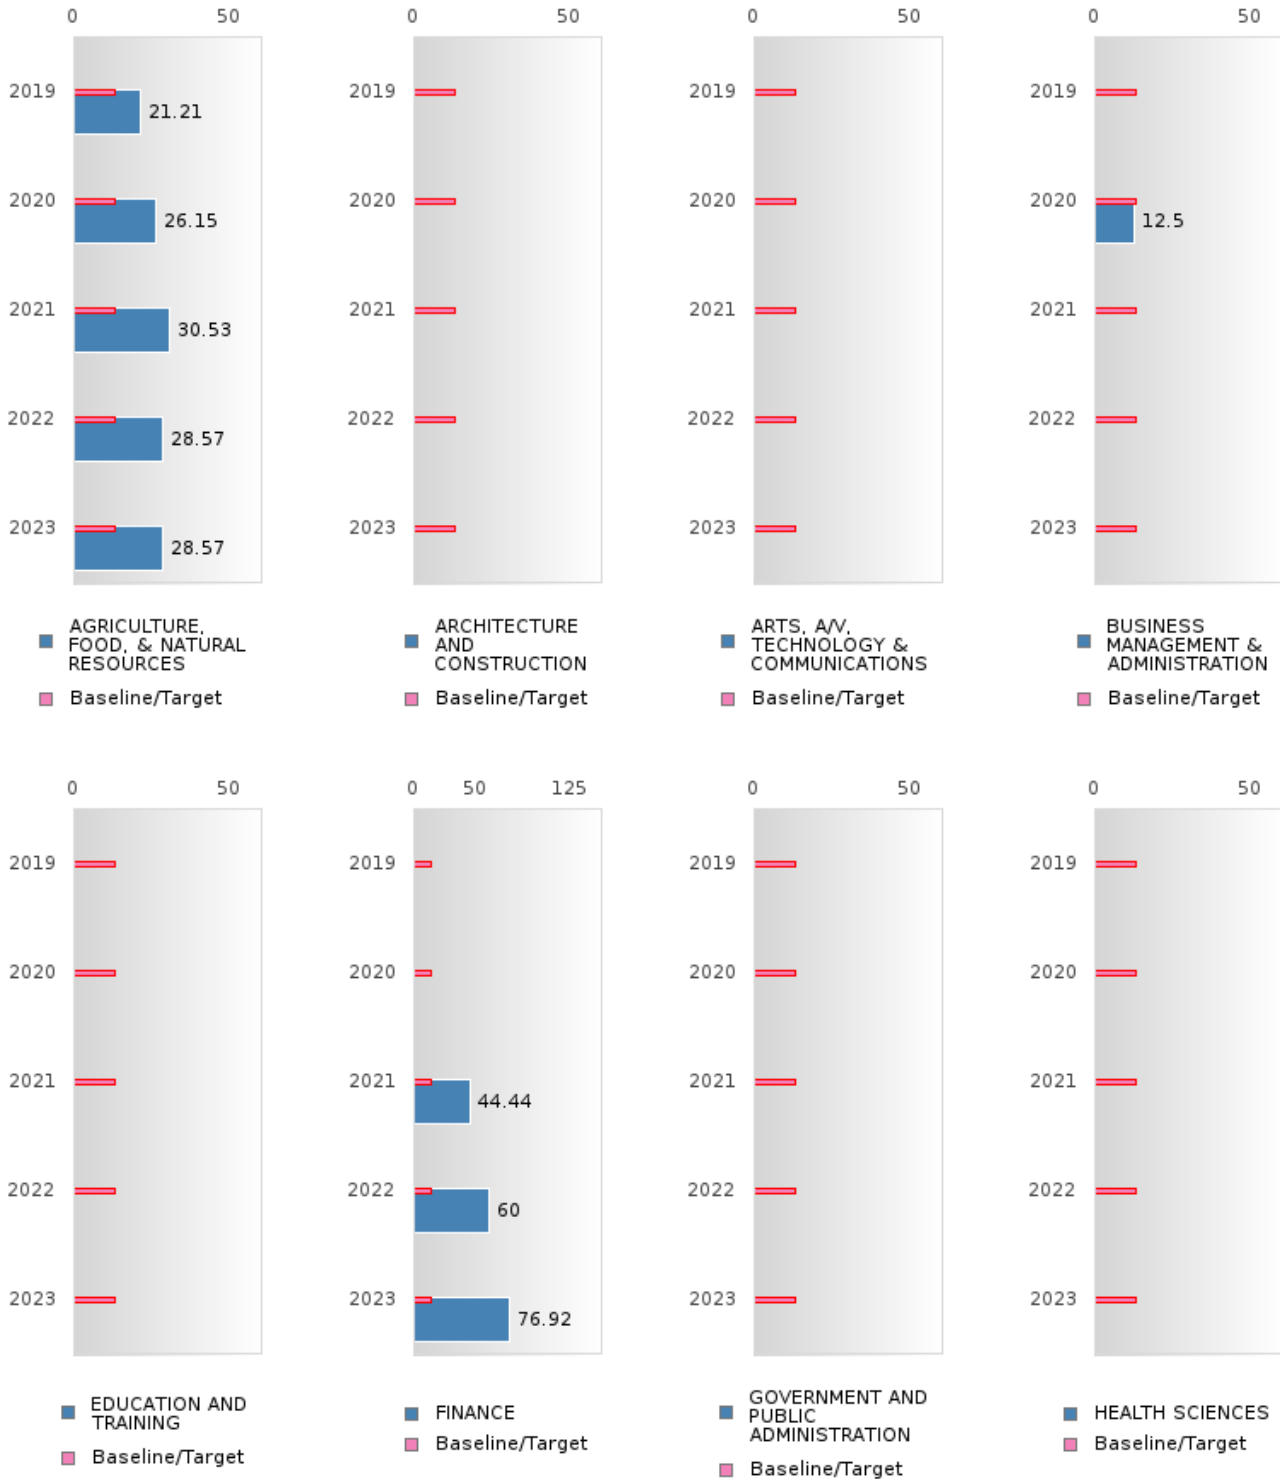 0 50 0 50 0 50 0 50
2019 21.21 2019 2019 2019
2020 26.15 2020 2020 2020 12.5
2021 30.53 2021 2021 2021
2022 28.57 2022 2022 2022
2023 28.57 2023 2023 2023
AGRICULTURE,
FOOD, & NATURAL
RESOURCES
Baseline/Target
ARCHITECTURE
AND
CONSTRUCTION
Baseline/Target
ARTS, A/V,
TECHNOLOGY &
COMMUNICATIONS
Baseline/Target
BUSINESS
MANAGEMENT &
ADMINISTRATION
Baseline/Target
0 50 0 50 125 0 50 0 50
2019 2019 2019 2019
2020 2020 2020 2020
2021 2021 44.44 2021 2021
2022 2022 60 2022 2022
2023 2023 76.92 2023 2023
EDUCATION AND
TRAINING
Baseline/Target
FINANCE
Baseline/Target
GOVERNMENT AND
PUBLIC
ADMINISTRATION
Baseline/Target
HEALTH SCIENCES
Baseline/Target